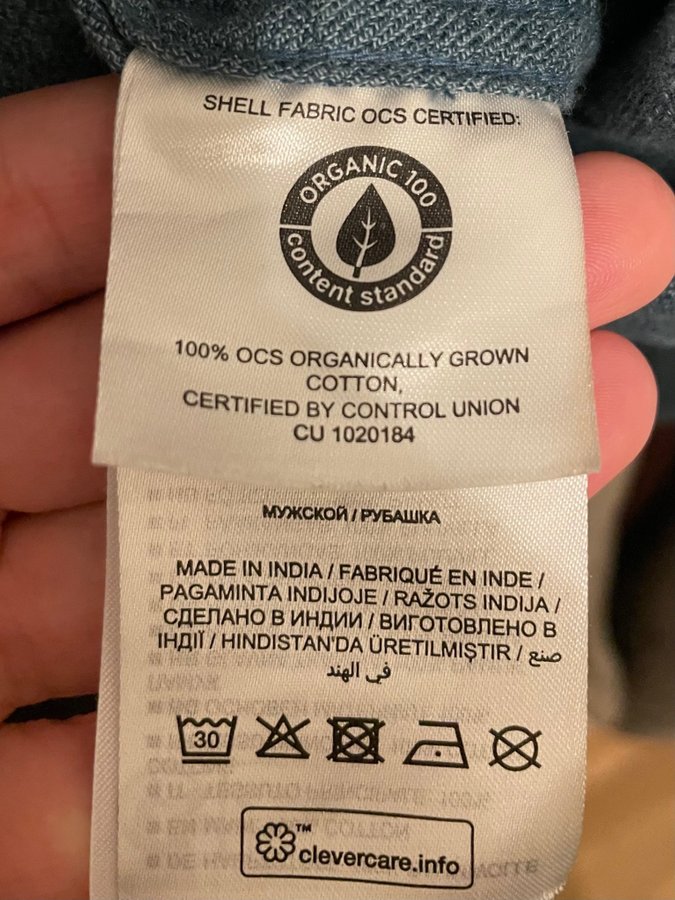 SHELL FABRIC OCS CERTIFIED:
ORGANIC 100
content standard
100% OCS ORGANICALLY GROWN
COTTON,
CERTIFIED BY CONTROL UNION
CU 1020184
МУЖСКОЙ / РУБАШКА
MADE IN INDIA / FABRIQUÉ EN INDE /
PAGAMINTA INDIJOJE / RAŽOTS INDIJA /
СДЕЛАНО В ИНДИИ / ВИГОТОВЛЕНО В
ІНДІЇ / HINDISTAN'DA ÜRETILMIŞTIR / صنع
في الهند
30
™
clevercare.info